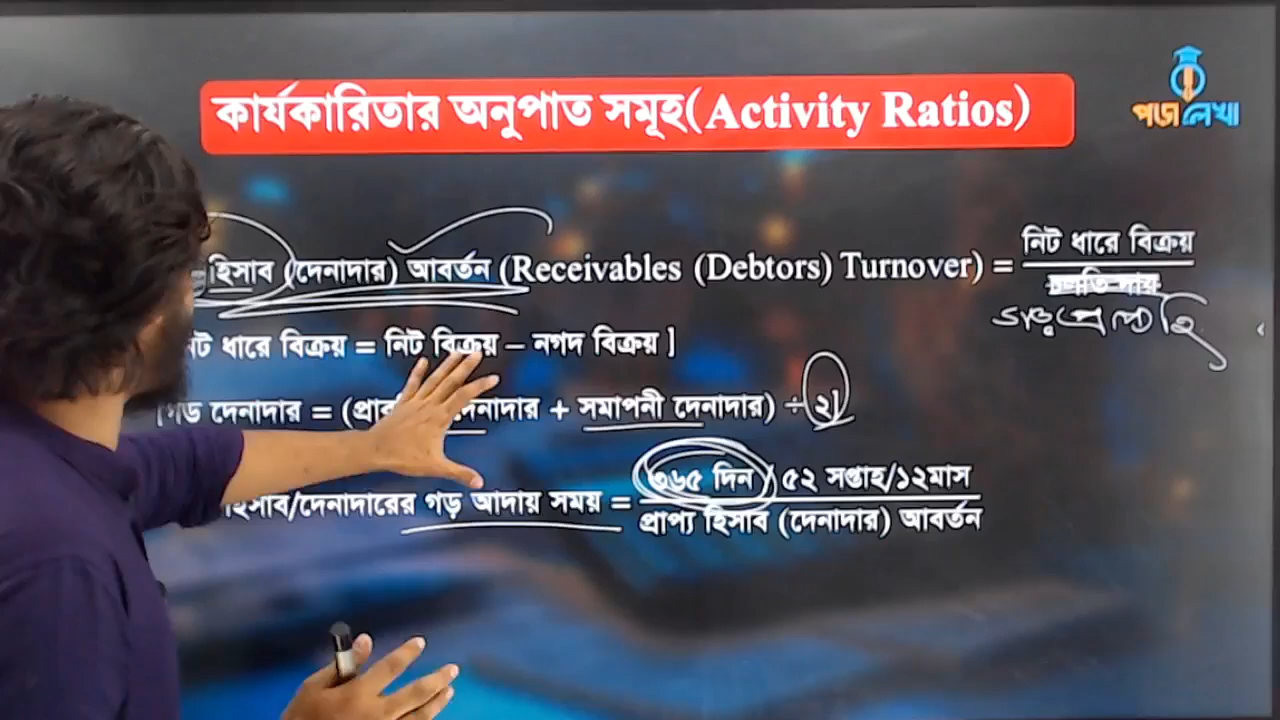 কার্যকারিতার অনুপাত সমূহ(Activity Ratios)
পড়ালেখা
হিসাব (দেনাদার) আবর্তন (Receivables (Debtors) Turnover) = নিট ধারে বিক্রয়
ধারে বিক্রয় = নিট বিক্রয় – নগদ বিক্রয় ]
দেনাদার = ( দেনাদার + সমাপনী দেনাদার) ÷ ২]
হিসাব/দেনাদারের গড় আদায় সময় = ৩৬৫ দিন / ৫২ সপ্তাহ/১২মাস
প্রাপ্য হিসাব (দেনাদার) আবর্তন